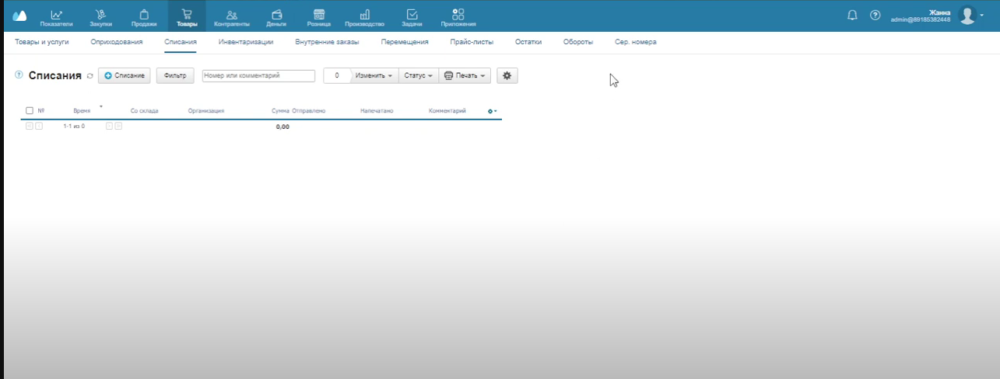 Показатели Закупки Продажи Товары Контрагенты Деньги Розница Производство Задачи Приложения
Жанна
admin@89185382448
Товары и услуги Оприходования Списания Инвентаризации Внутренние заказы Перемещения Прайс-листы Остатки Обороты Сер. номера
Списания Списание Фильтр Номер или комментарий 0 Изменить Статус Печать
№ Время Со склада Организация Сумма Отправлено Напечатано Комментарий
1-1 из 0 0,00